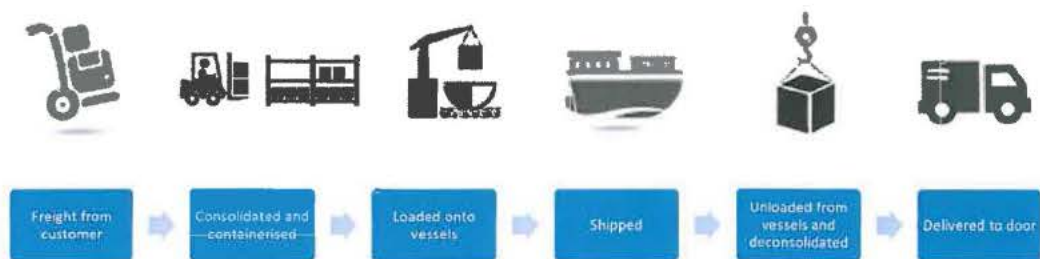 Freight from
customer
Consolidated and
containerised
Loaded onto
vessels
Shipped
Unloaded from
vessels and
deconsolidated
Delivered to door